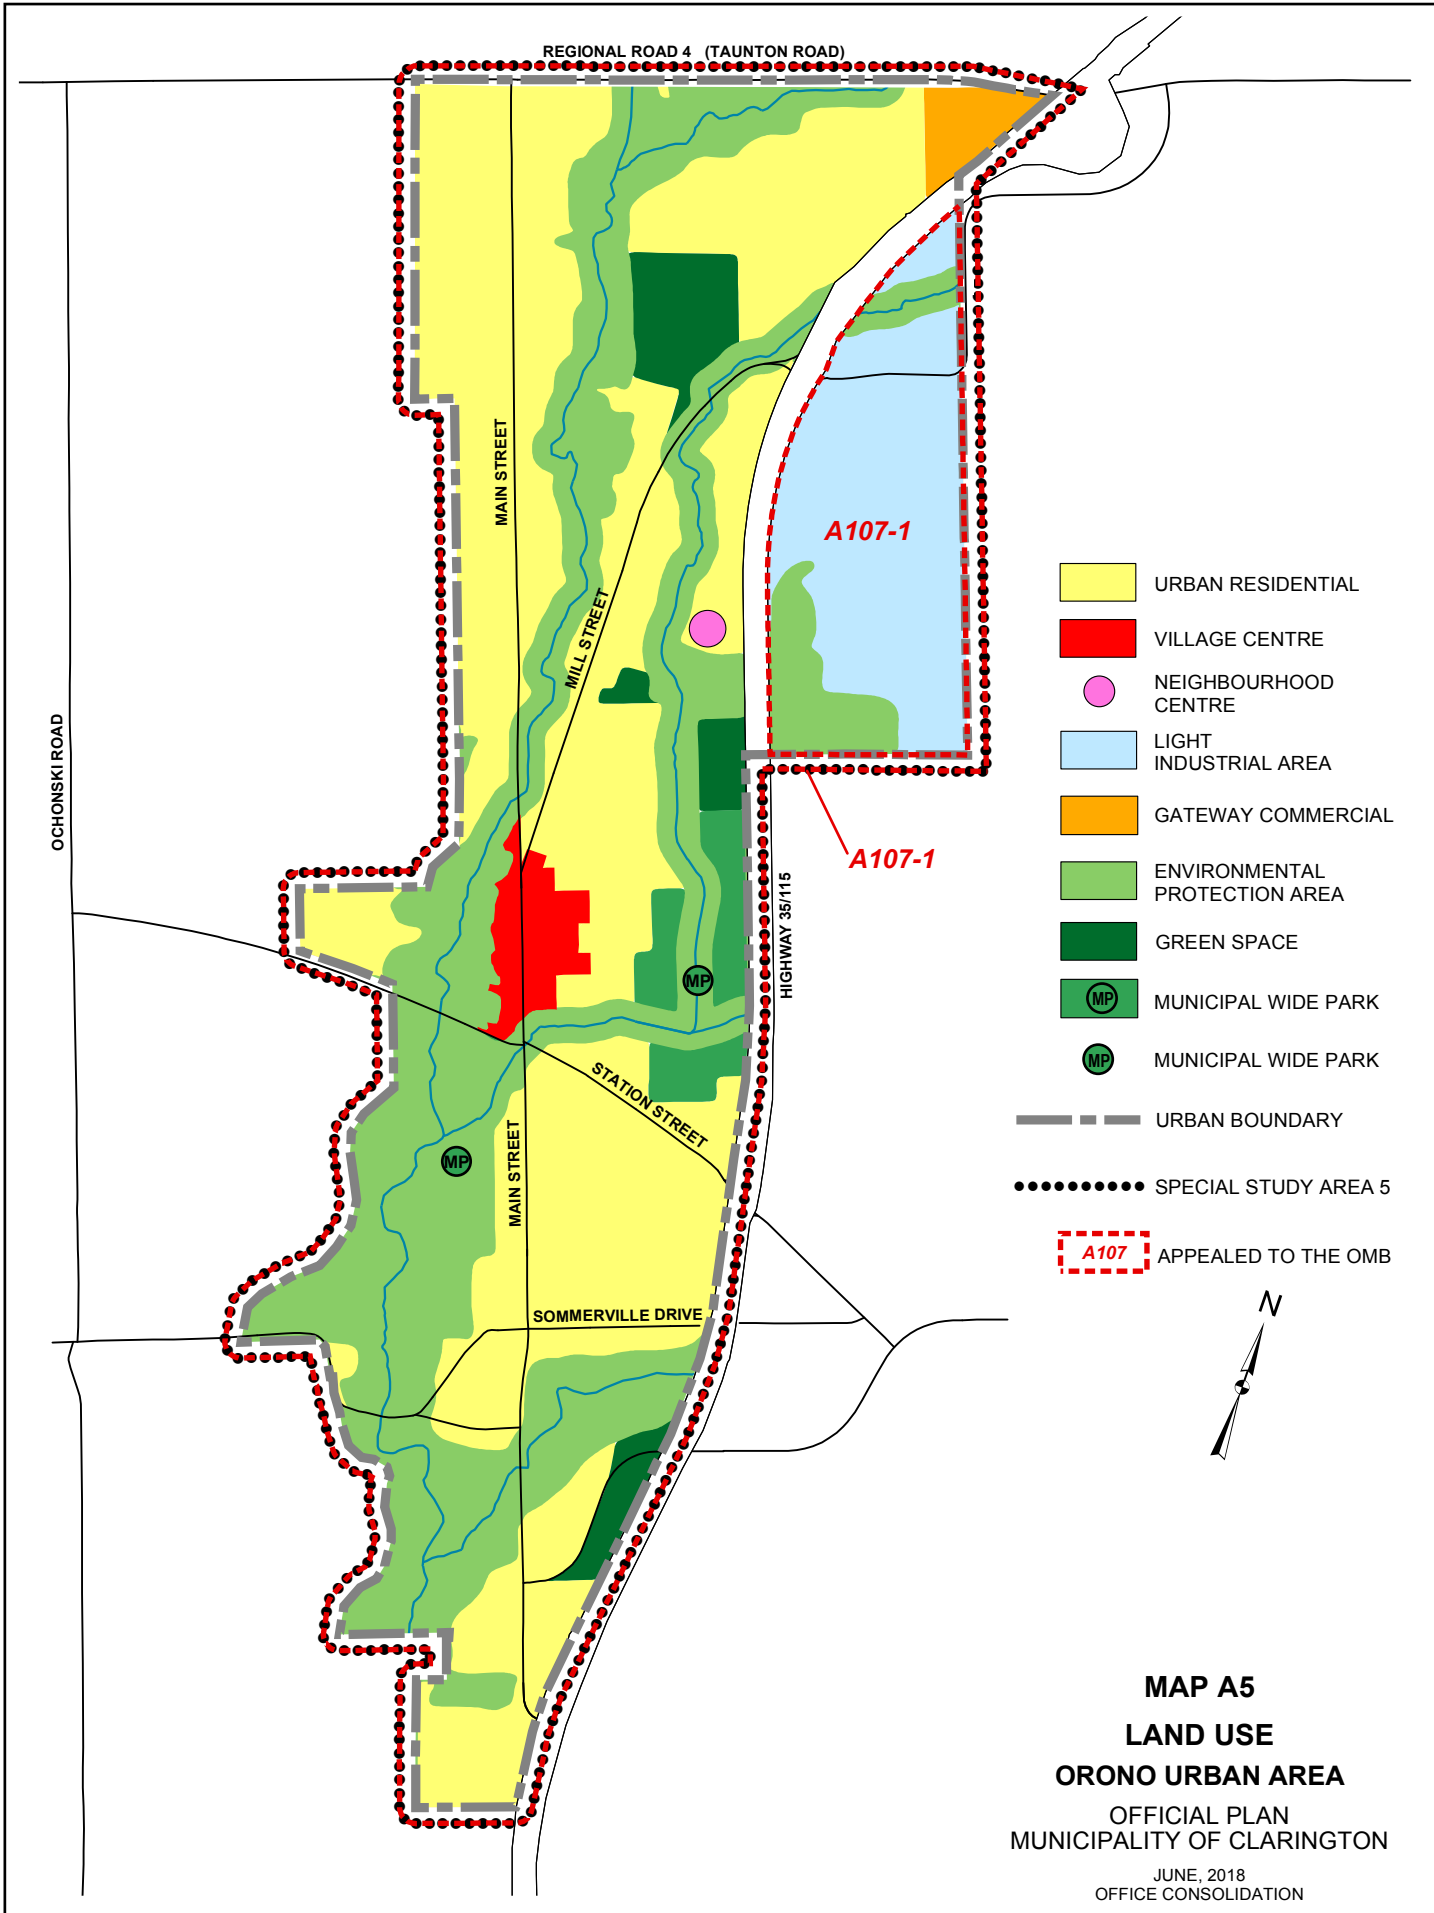 REGIONAL ROAD 4 (TAUNTON ROAD)
MAIN STREET
A107-1
MILL STREET
OCHONSKI ROAD
A107-1
HIGHWAY 35/115
MP
STATION STREET
MP
MAIN STREET
SOMMERVILLE DRIVE
URBAN RESIDENTIAL
VILLAGE CENTRE
NEIGHBOURHOOD
CENTRE
LIGHT
INDUSTRIAL AREA
GATEWAY COMMERCIAL
ENVIRONMENTAL
PROTECTION AREA
GREEN SPACE
MP MUNICIPAL WIDE PARK
MP MUNICIPAL WIDE PARK
URBAN BOUNDARY
SPECIAL STUDY AREA 5
A107 APPEALED TO THE OMB
N
MAP A5
LAND USE
ORONO URBAN AREA
OFFICIAL PLAN
MUNICIPALITY OF CLARINGTON
JUNE, 2018
OFFICE CONSOLIDATION